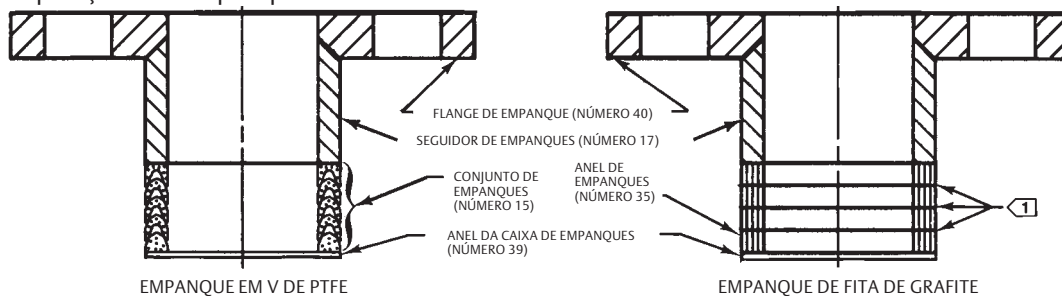 FLANGE DE EMPANQUE (NÚMERO 40)
SEGUIDOR DE EMPANQUES (NÚMERO 17)
CONJUNTO DE
EMPANQUES
(NÚMERO 15)
ANEL DE
EMPANQUES
(NÚMERO 35)
1
ANEL DA CAIXA DE EMPANQUES
(NÚMERO 39)
EMPANQUE EM V DE PTFE
EMPANQUE DE FITA DE GRAFITE